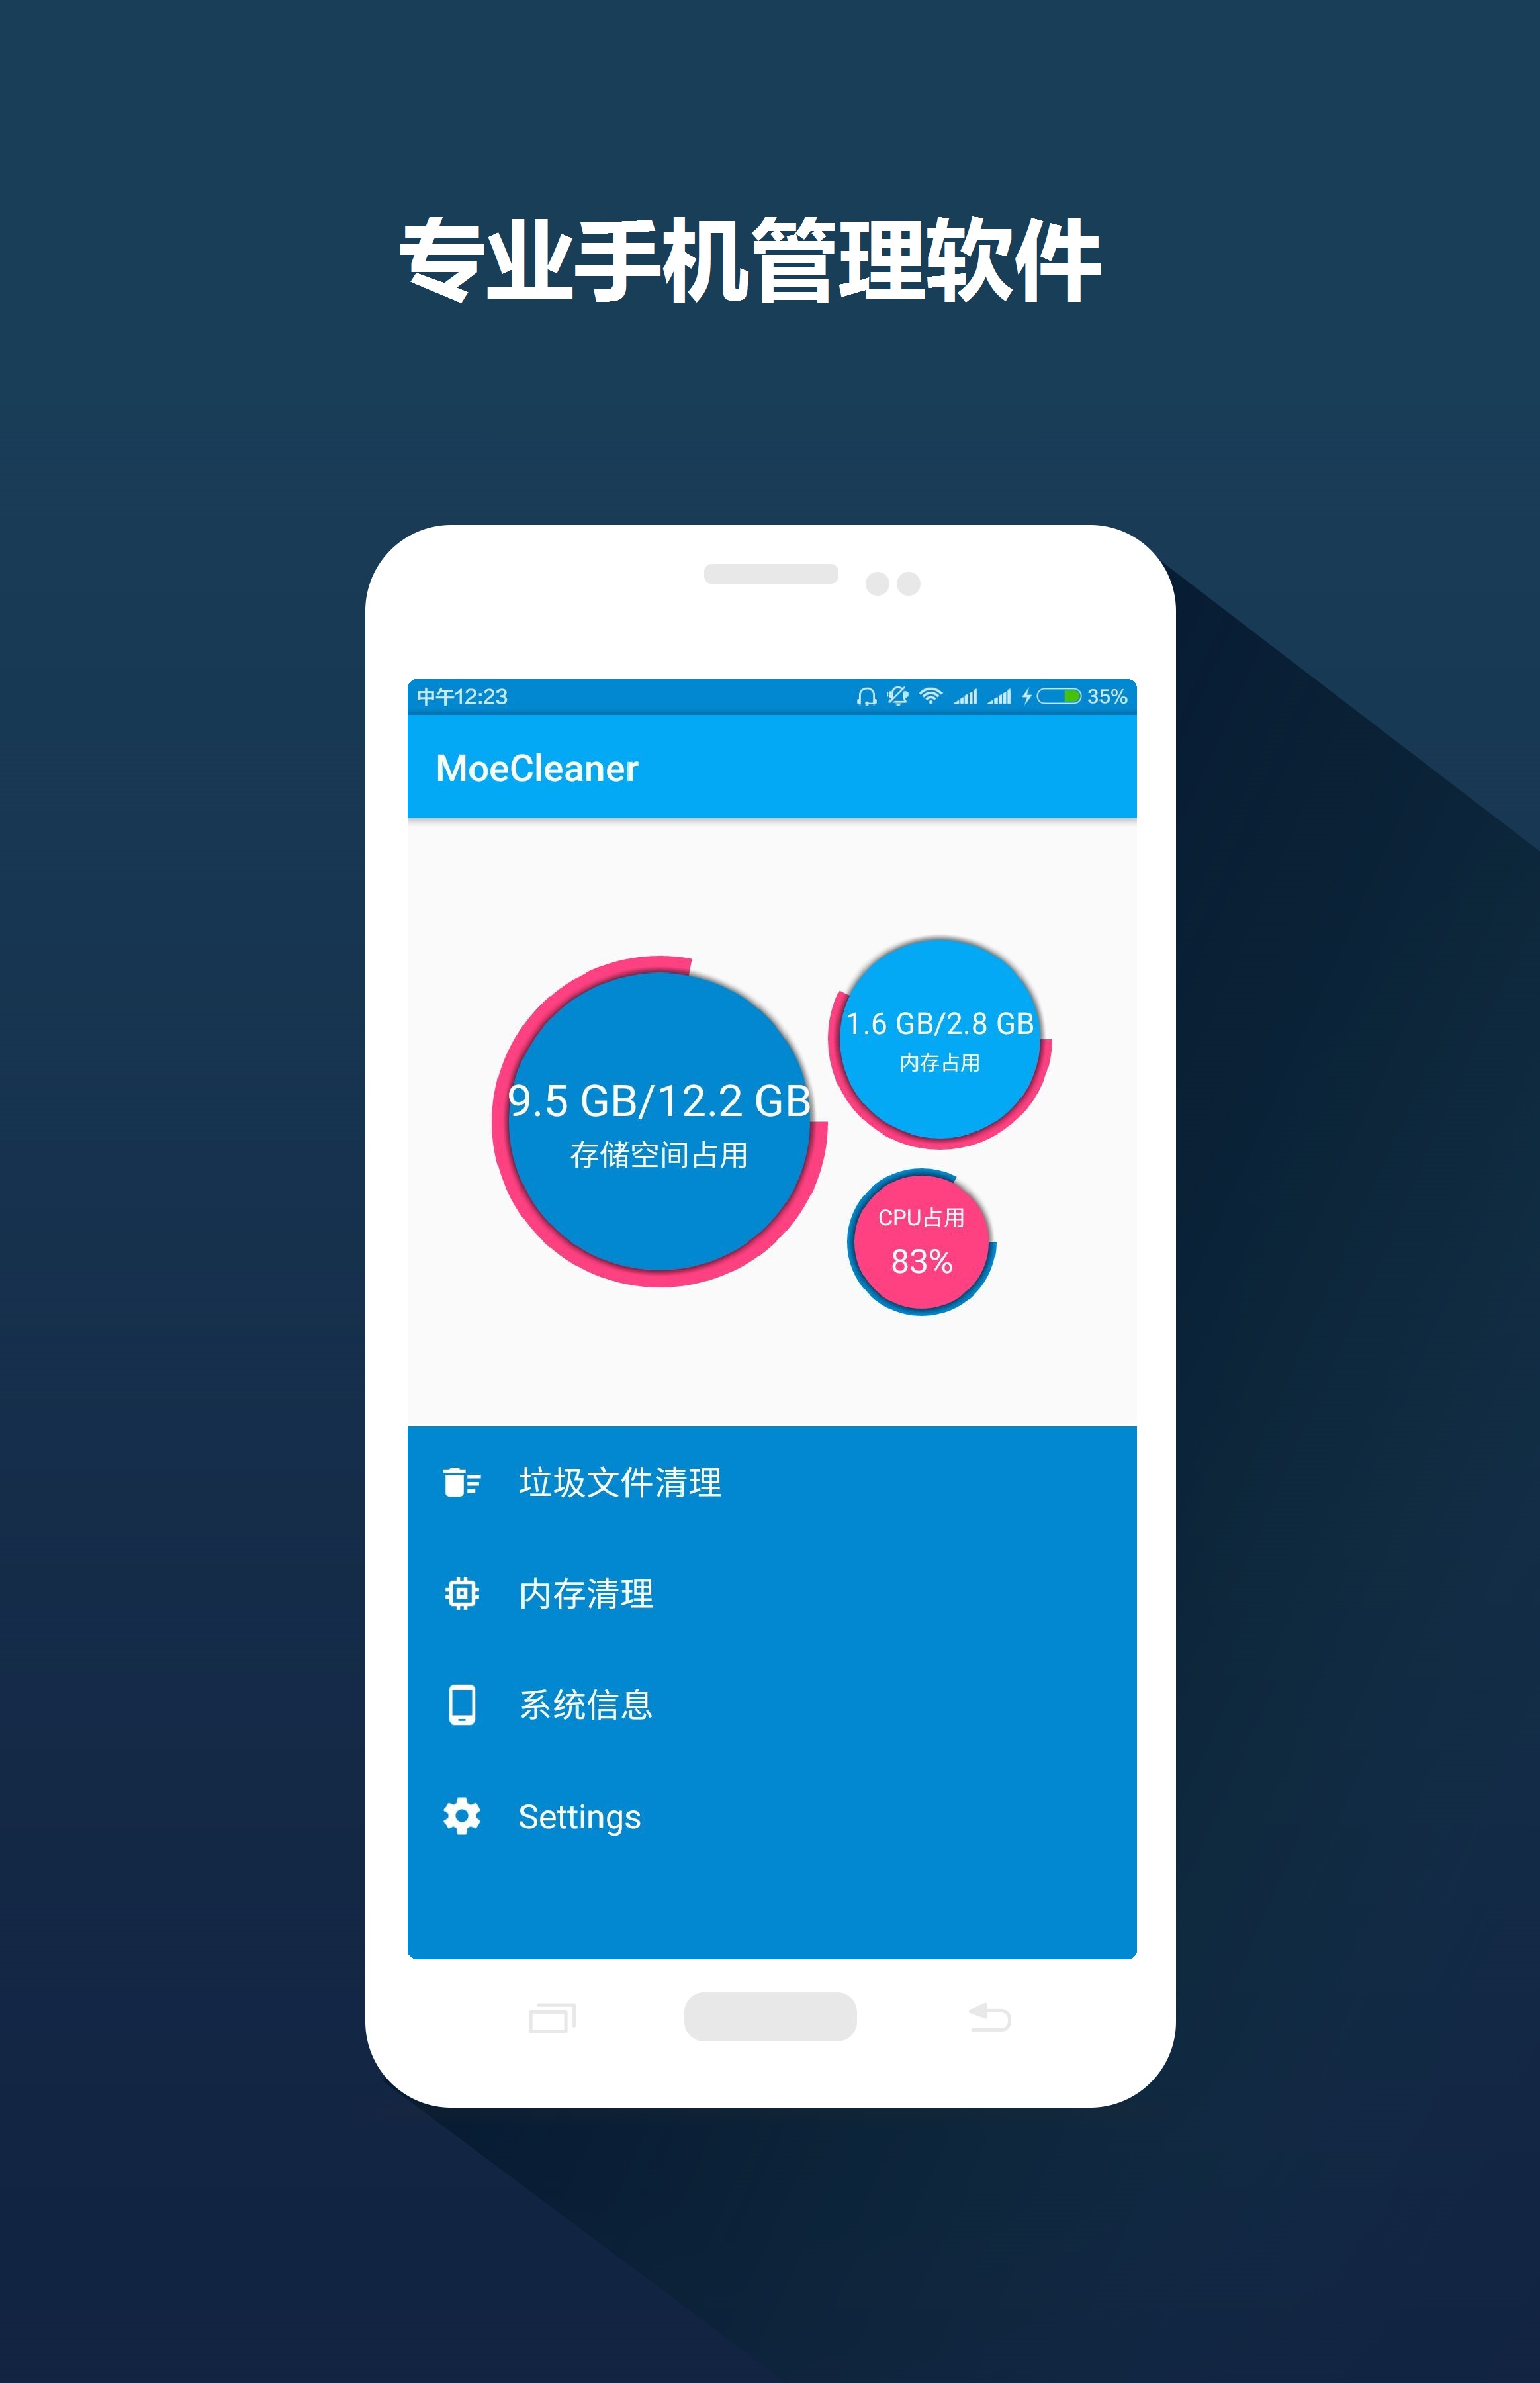 专业手机管理软件
中午12:23
35%
MoeCleaner
9.5 GB/12.2 GB
存储空间占用
1.6 GB/2.8 GB
内存占用
CPU占用
83%
垃圾文件清理
内存清理
系统信息
Settings